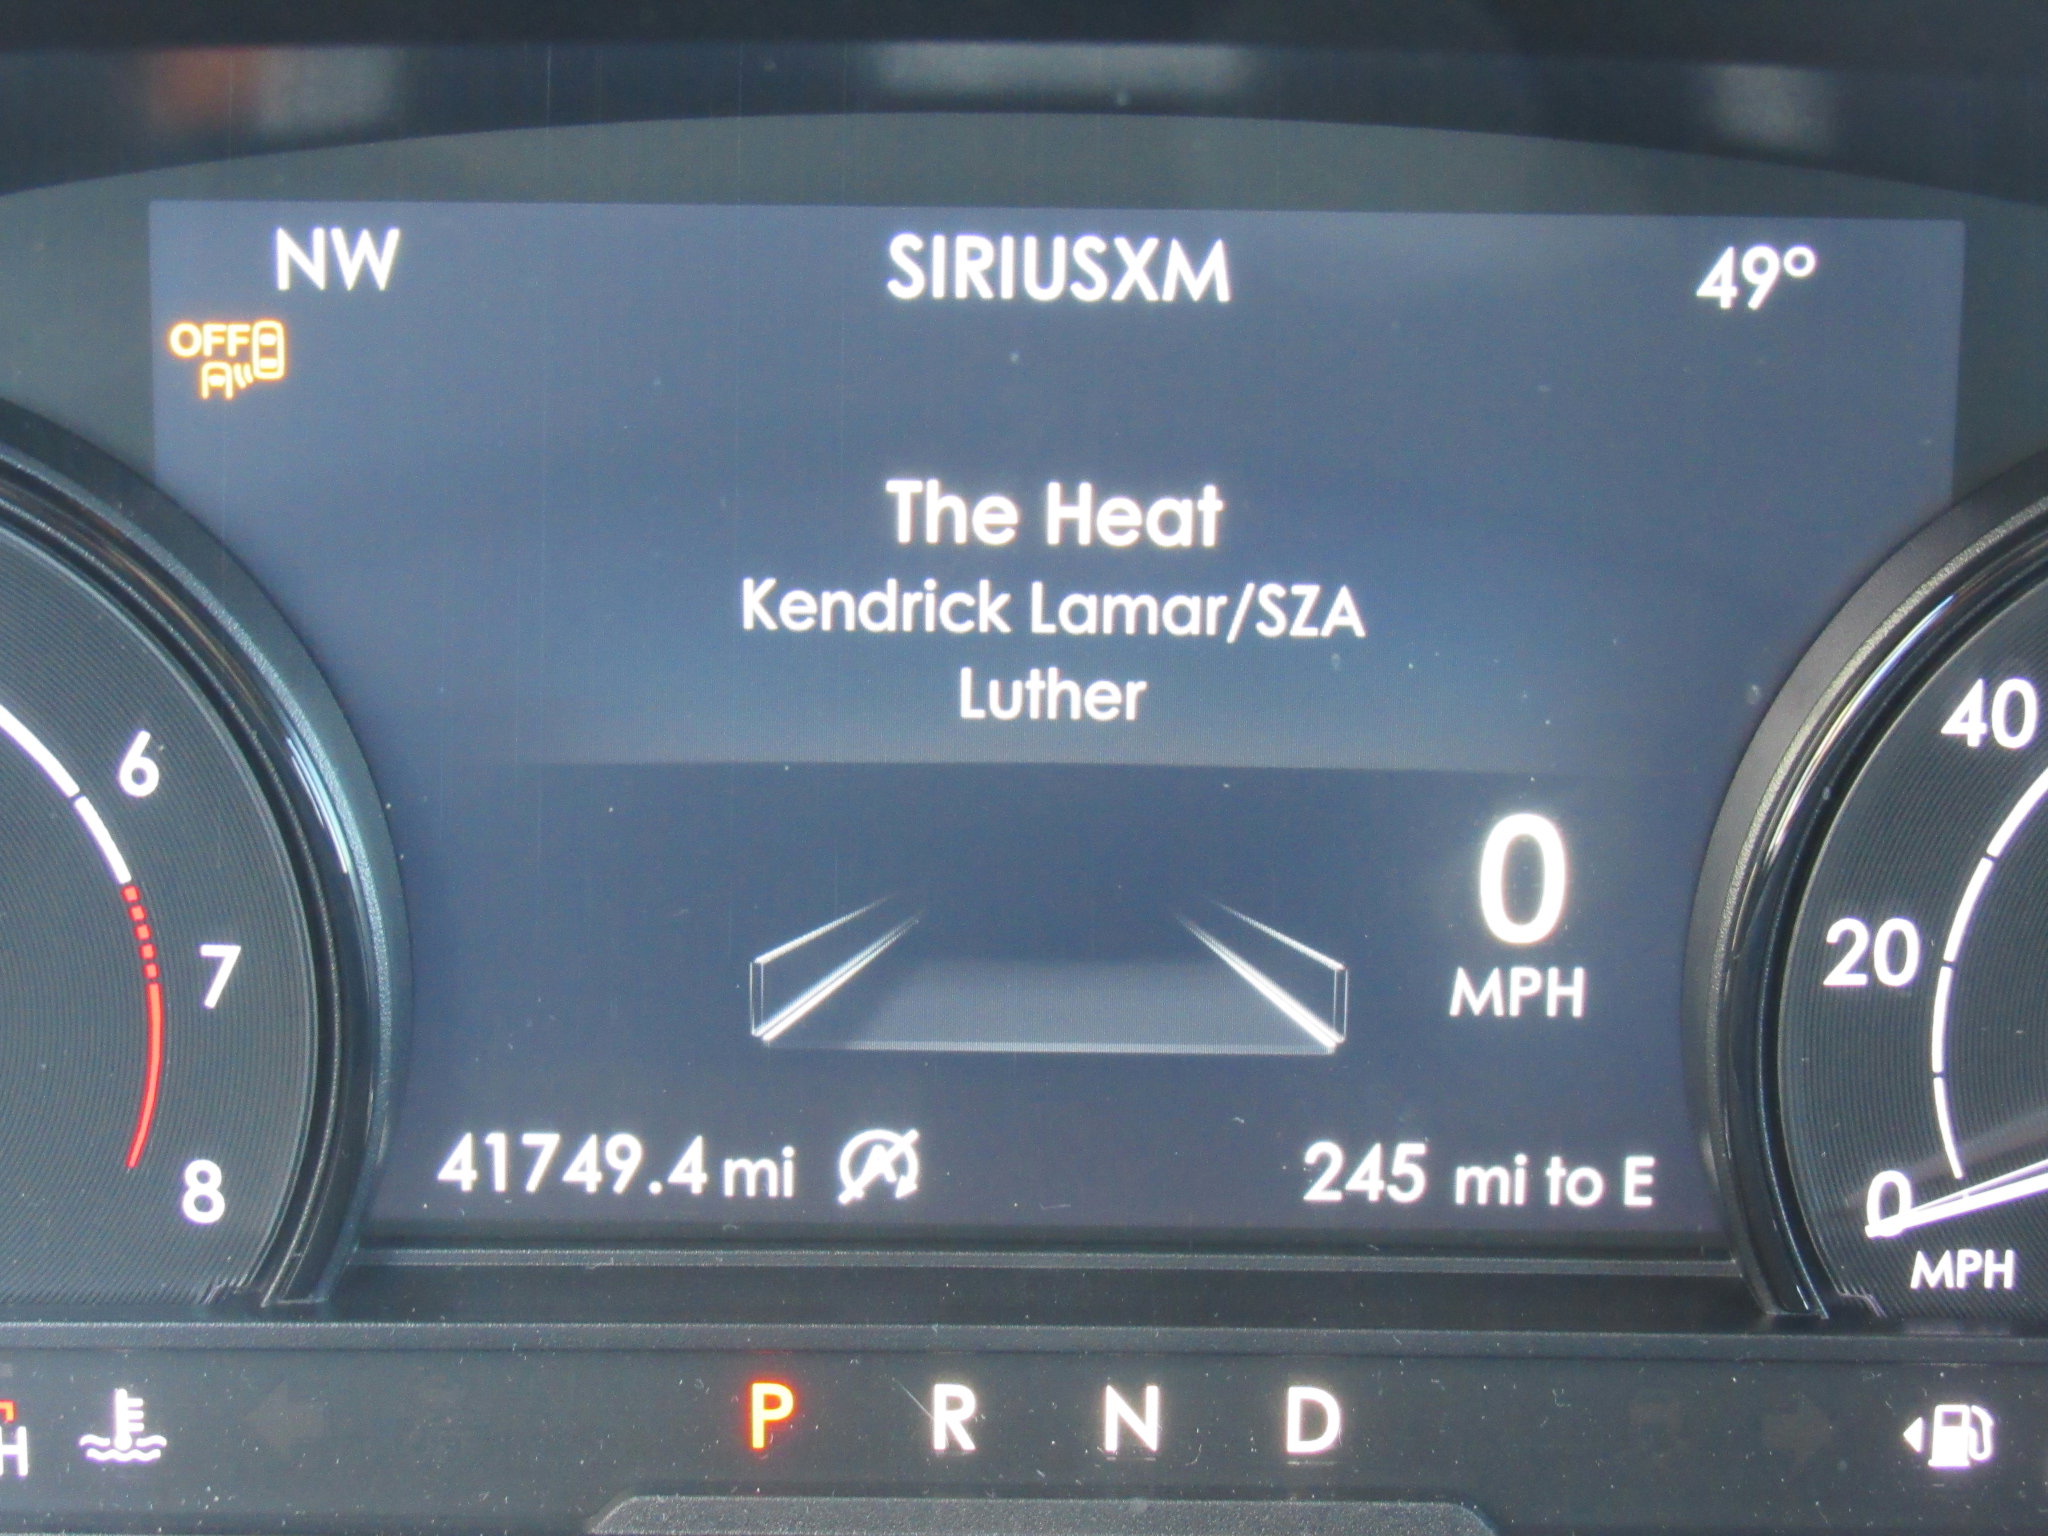 NW SIRIUSXM 49°
OFF
The Heat
Kendrick Lamar/SZA
Luther
6
40
0
MPH
7
20
41749.4 mi
245 mi to E
8
0
MPH
H
P R N D